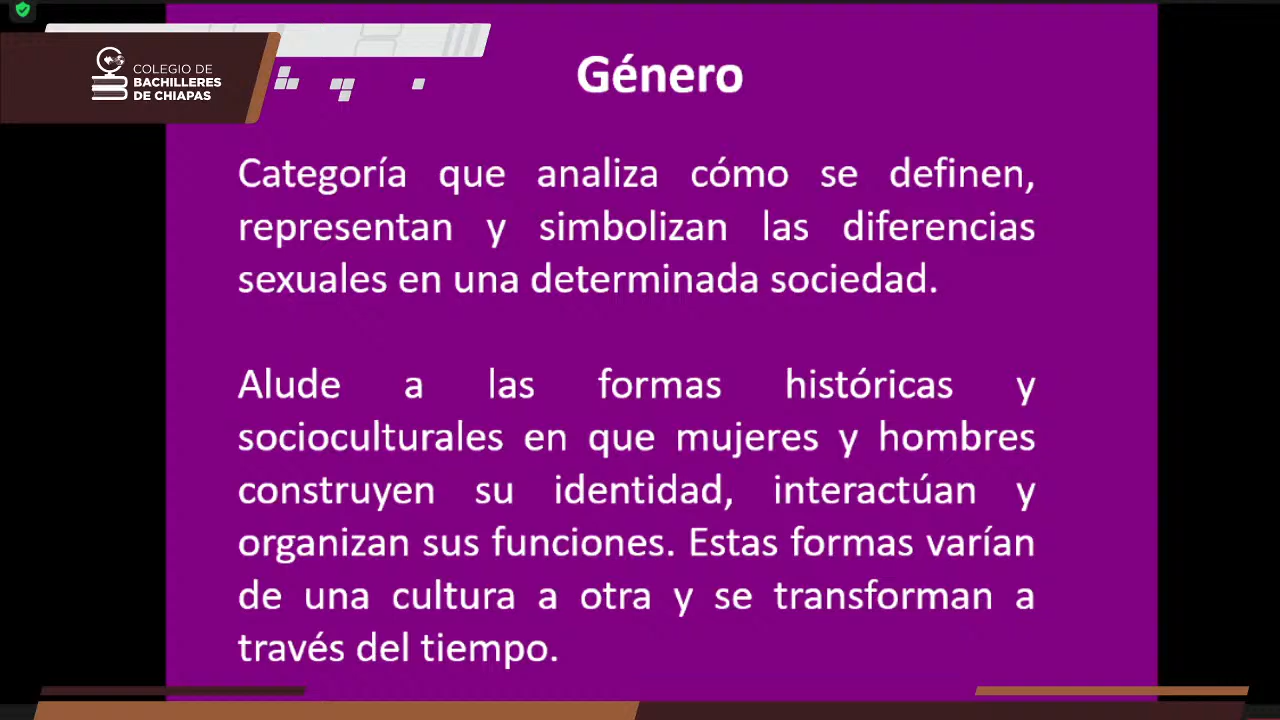 COLEGIO DE
BACHILLERES
DE CHIAPAS
Género
Categoría que analiza cómo se definen,
representan y simbolizan las diferencias
sexuales en una determinada sociedad.
Alude a las formas históricas y
socioculturales en que mujeres y hombres
construyen su identidad, interactúan y
organizan sus funciones. Estas formas varían
de una cultura a otra y se transforman a
través del tiempo.